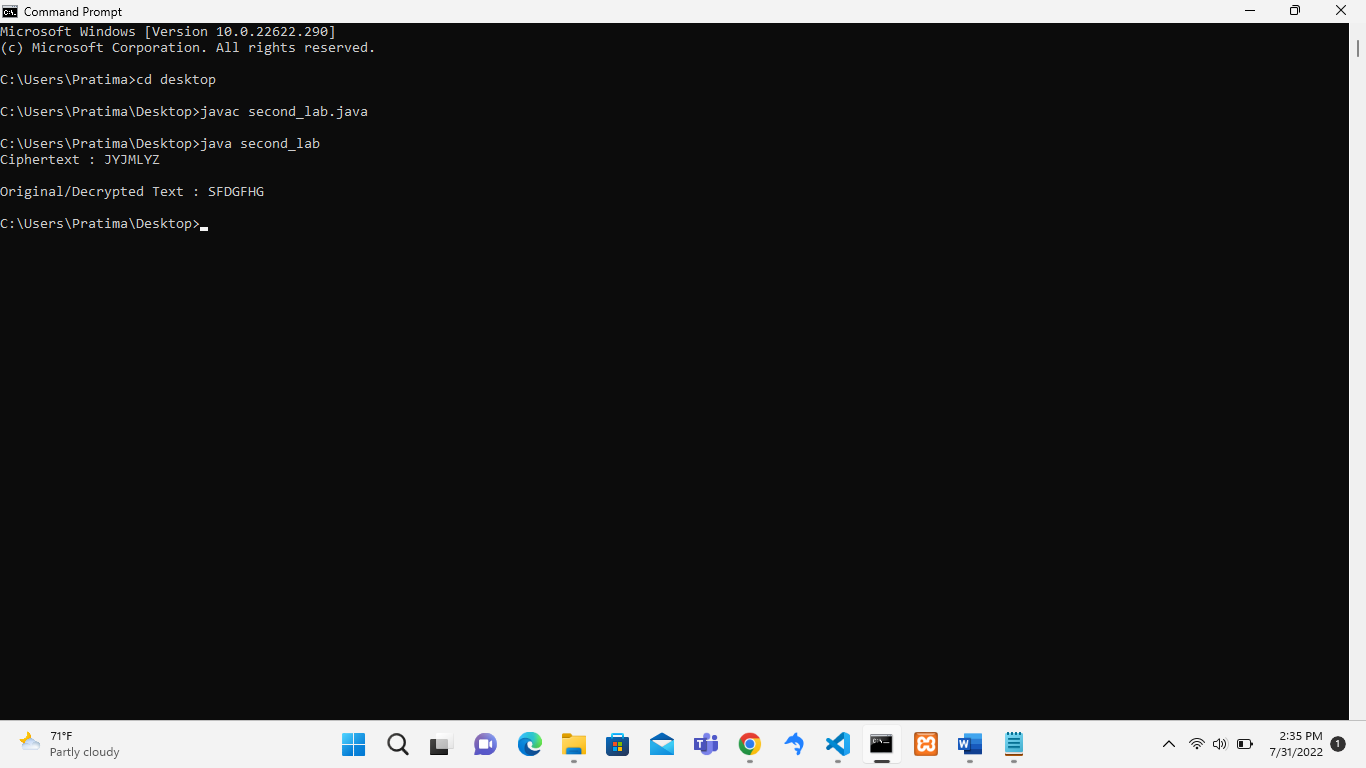 Command Prompt
Microsoft Windows [Version 10.0.22622.290]
(c) Microsoft Corporation. All rights reserved.
C:\Users\Pratima>cd desktop
C:\Users\Pratima\Desktop>javac second_lab.java
C:\Users\Pratima\Desktop>java second_lab
Ciphertext : JYJMLYZ
Original/Decrypted Text : SFDGFHG
C:\Users\Pratima\Desktop>
71°F
Partly cloudy
2:35 PM
7/31/2022
1